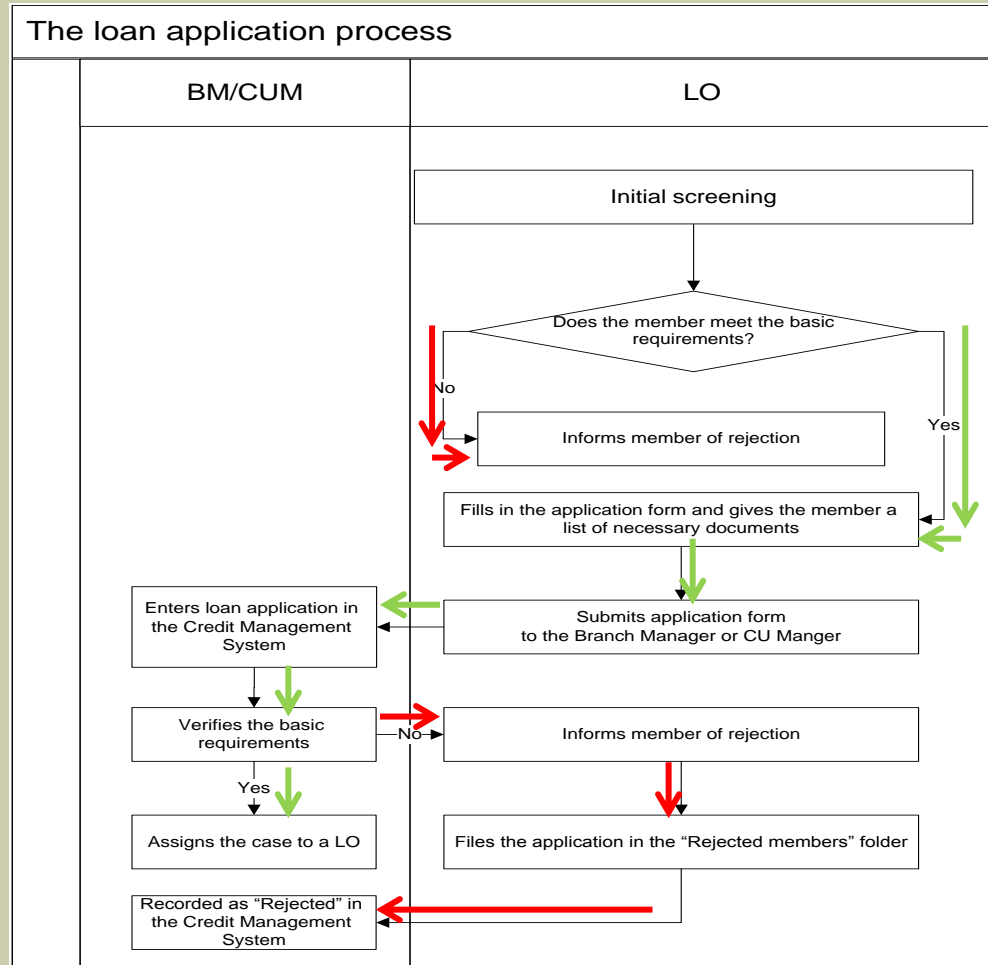 The loan application process
BM/CUM
LO
Initial screening
Does the member meet the basic
requirements?
No
Yes
Informs member of rejection
Fills in the application form and gives the member a
list of necessary documents
Enters loan application in
the Credit Management
System
Submits application form
to the Branch Manager or CU Manger
Verifies the basic
requirements
No
Informs member of rejection
Yes
Assigns the case to a LO
Files the application in the “Rejected members” folder
Recorded as “Rejected” in
the Credit Management
System